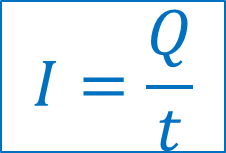 I = Q/t